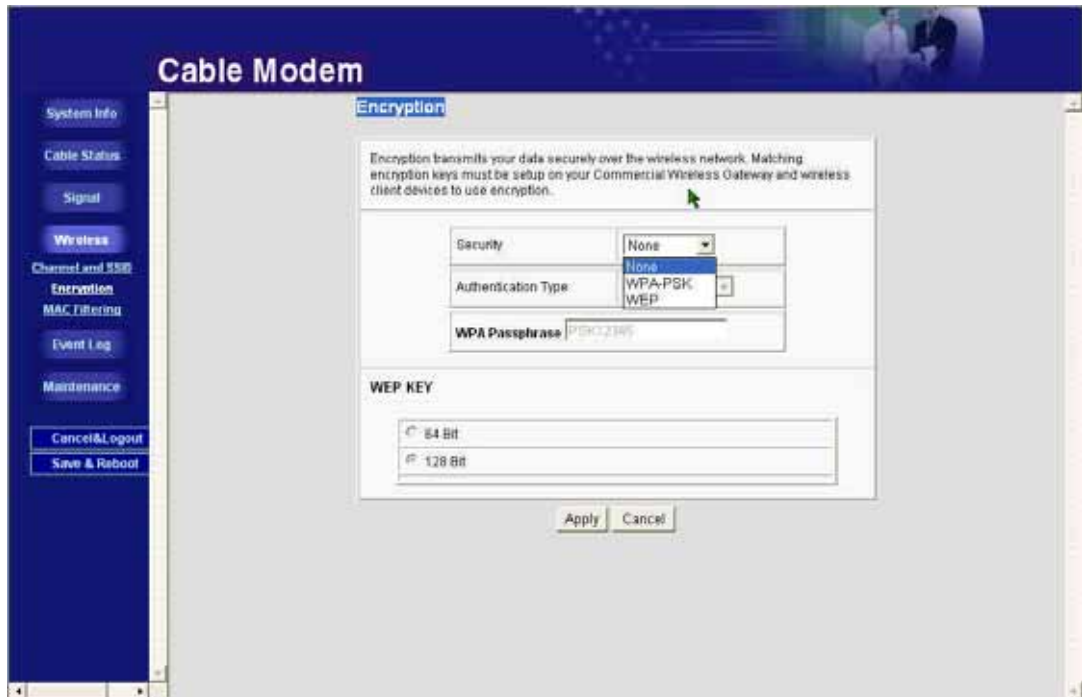 Cable Modem
System Info
Cable Status
Signal
Wireless
Channel and SSID
Encryption
MAC Filtering
Event Log
Maintenance
Cancel&Logout
Save & Reboot
Encryption
Encryption transmits your data securely over the wireless network. Matching
encryption keys must be setup on your Commercial Wireless Gateway and wireless
client devices to use encryption.
Security
None
None
WPA-PSK
WEP
Authentication Type
WPA Passphrase PSK12345
WEP KEY
64 Bit
128 Bit
Apply Cancel